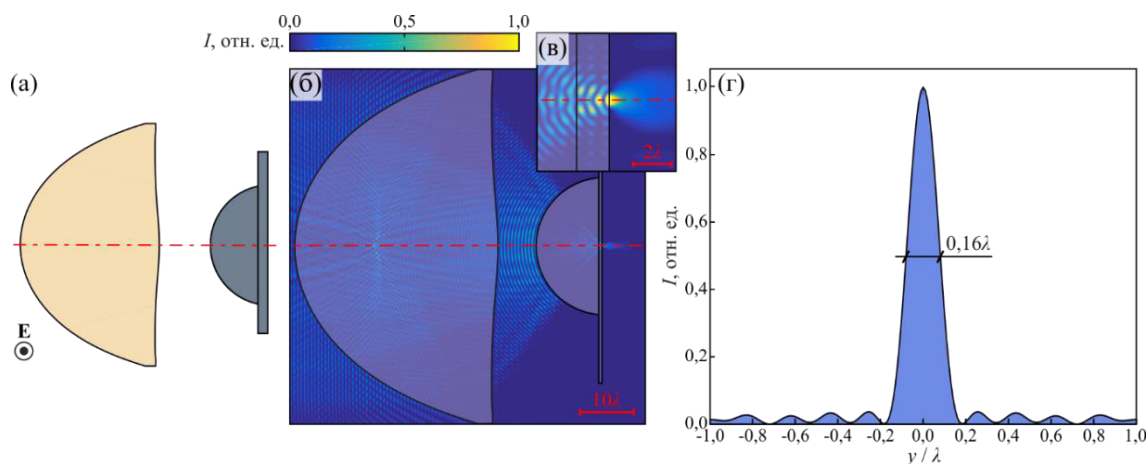 0,0 0,5 1,0
I, отн. ед.
(а)
(б)
(в)
(г)
2λ
E
10λ
I, отн. ед.
1,0
0,8
0,6
0,4
0,2
0,0
0,16λ
-1,0 -0,8 -0,6 -0,4 -0,2 0,0 0,2 0,4 0,6 0,8 1,0
y / λ